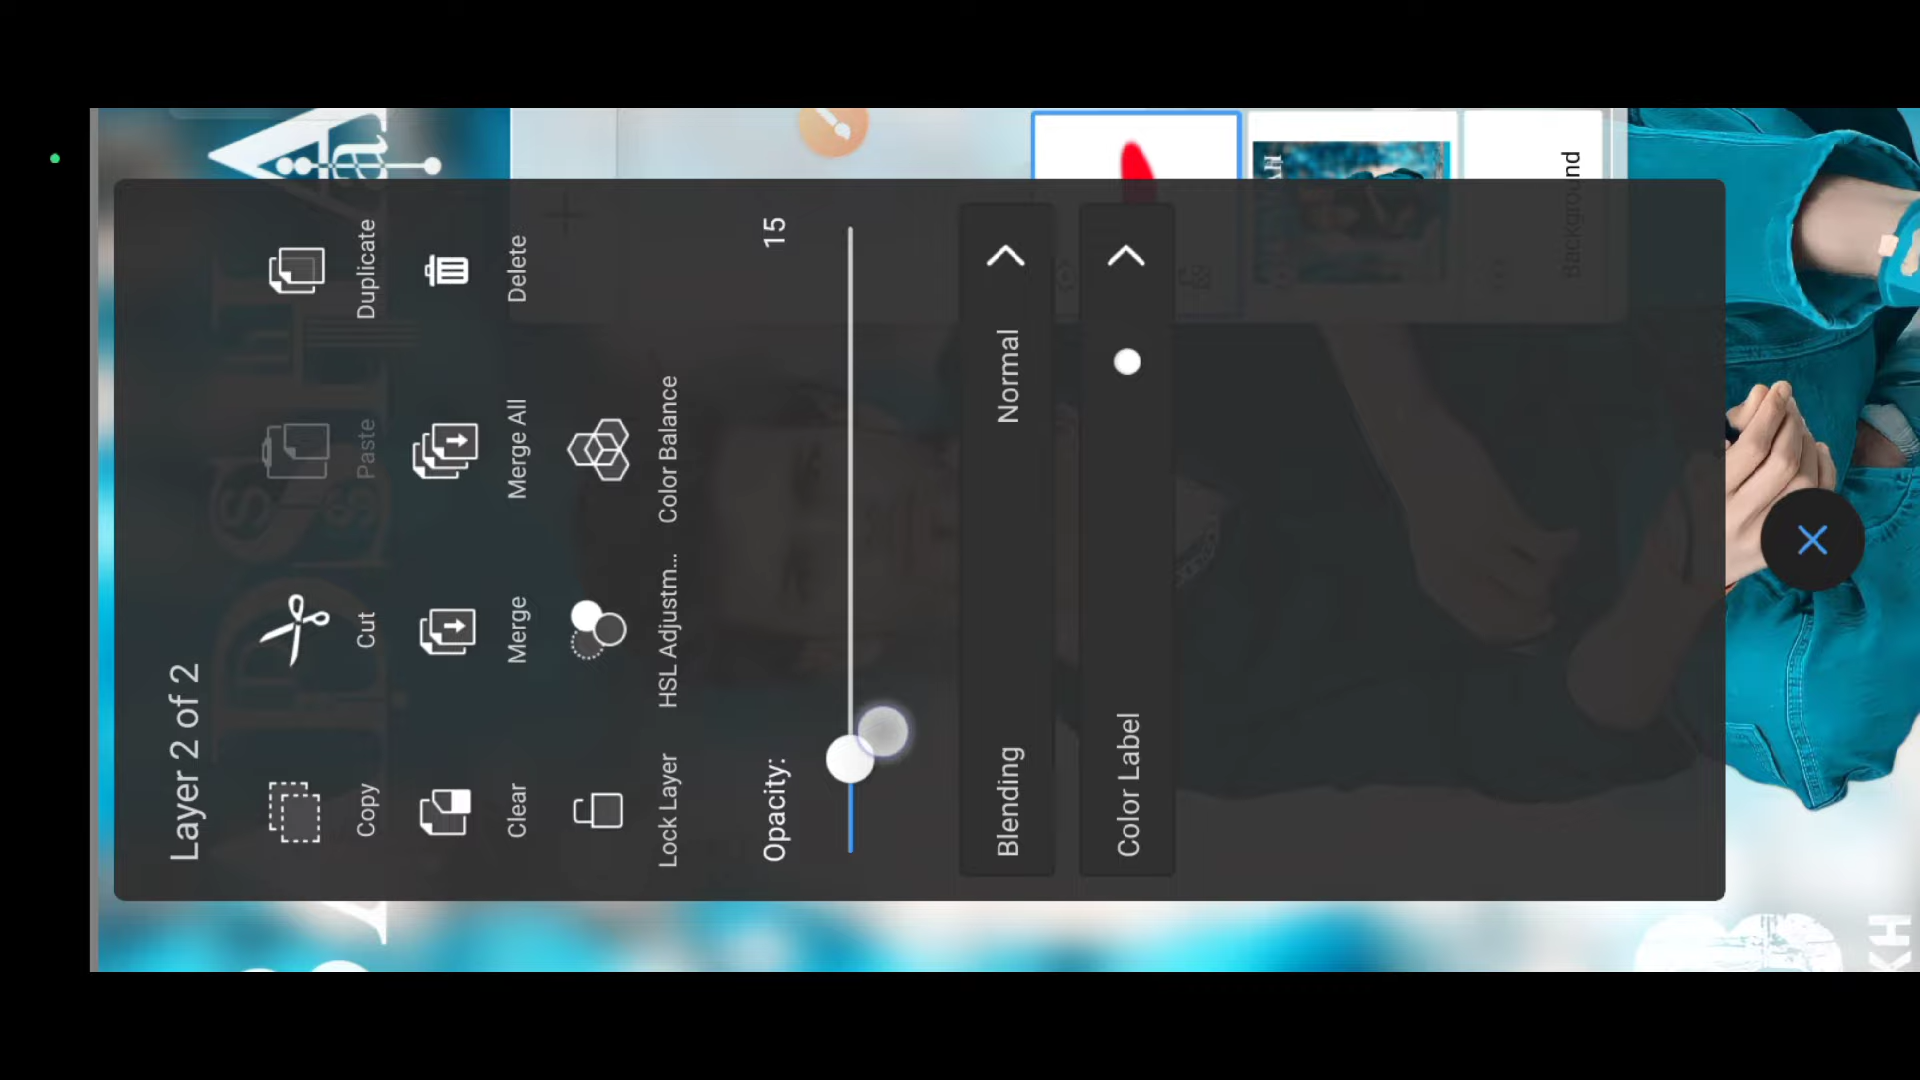 Layer 2 of 2
Copy
Cut
Paste
Duplicate
Clear
Merge
Merge All
Delete
Lock Layer
HSL Adjustm...
Color Balance
Opacity:
15
Blending
Normal
Color Label
Background